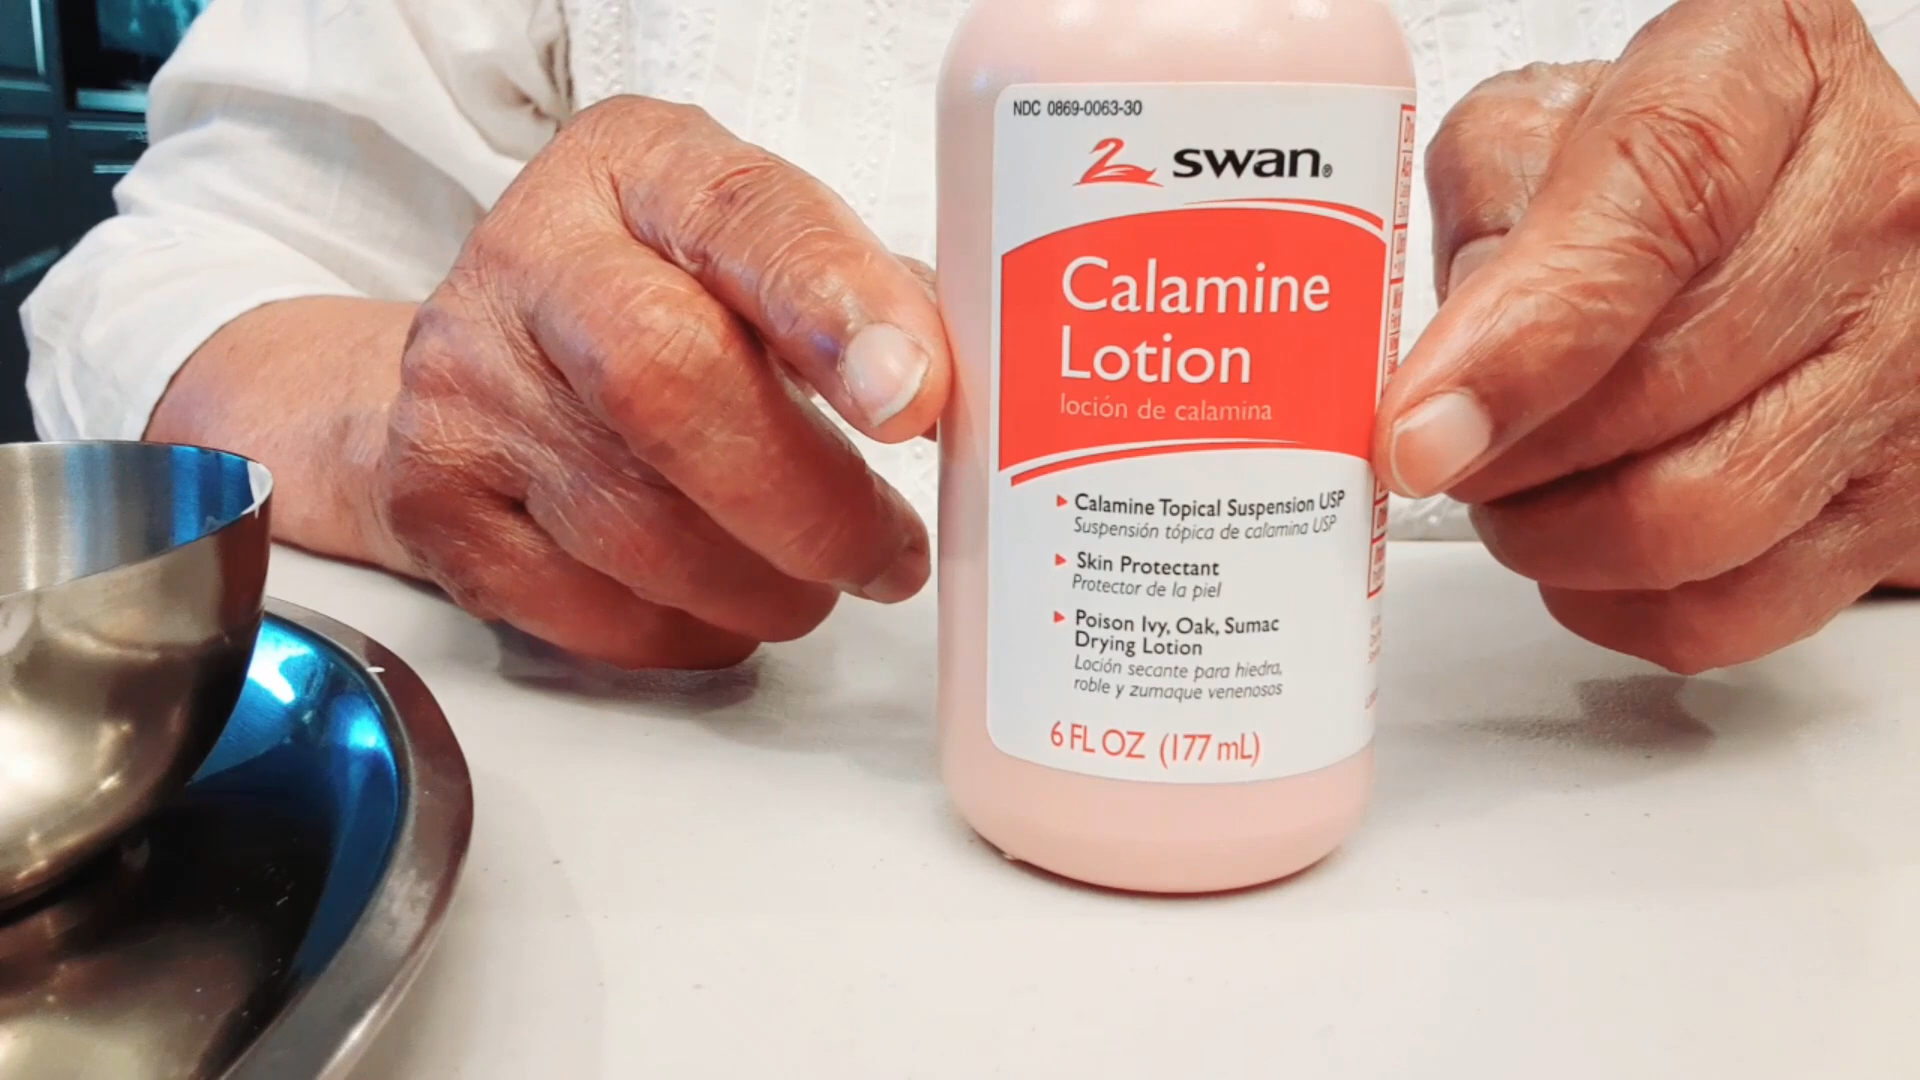 NDC 0869-0063-30
swan®
Calamine
Lotion
loción de calamina
Calamine Topical Suspension USP
Suspensión tópica de calamina USP
Skin Protectant
Protector de la piel
Poison Ivy, Oak, Sumac
Drying Lotion
Loción secante para hiedra,
roble y zumaque venenosos
6 FL OZ (177 mL)